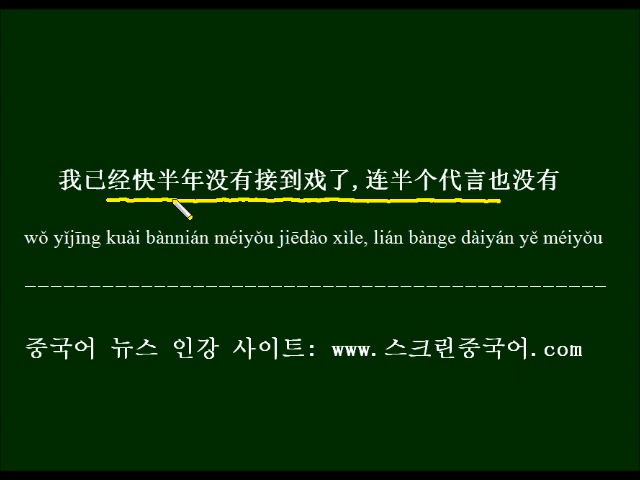 我已经快半年没有接到戏了,连半个代言也没有
wǒ yǐjīng kuài bànnián méiyǒu jiēdào xìle, lián bànge dàiyán yě méiyǒu
중국어 뉴스 인강 사이트: www.스크린중국어.com